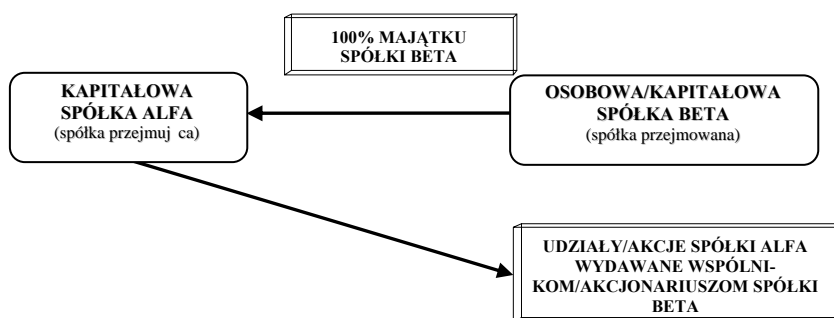 100% MAJĄTKU
SPÓŁKI BETA
KAPITAŁOWA
SPÓŁKA ALFA
(spółka przejmuj ca)
OSOBOWA/KAPITAŁOWA
SPÓŁKA BETA
(spółka przejmowana)
UDZIAŁY/AKCJE SPÓŁKI ALFA
WYDAWANE WSPÓLNI-
KOM/AKCJONARIUSZOM SPÓŁKI
BETA